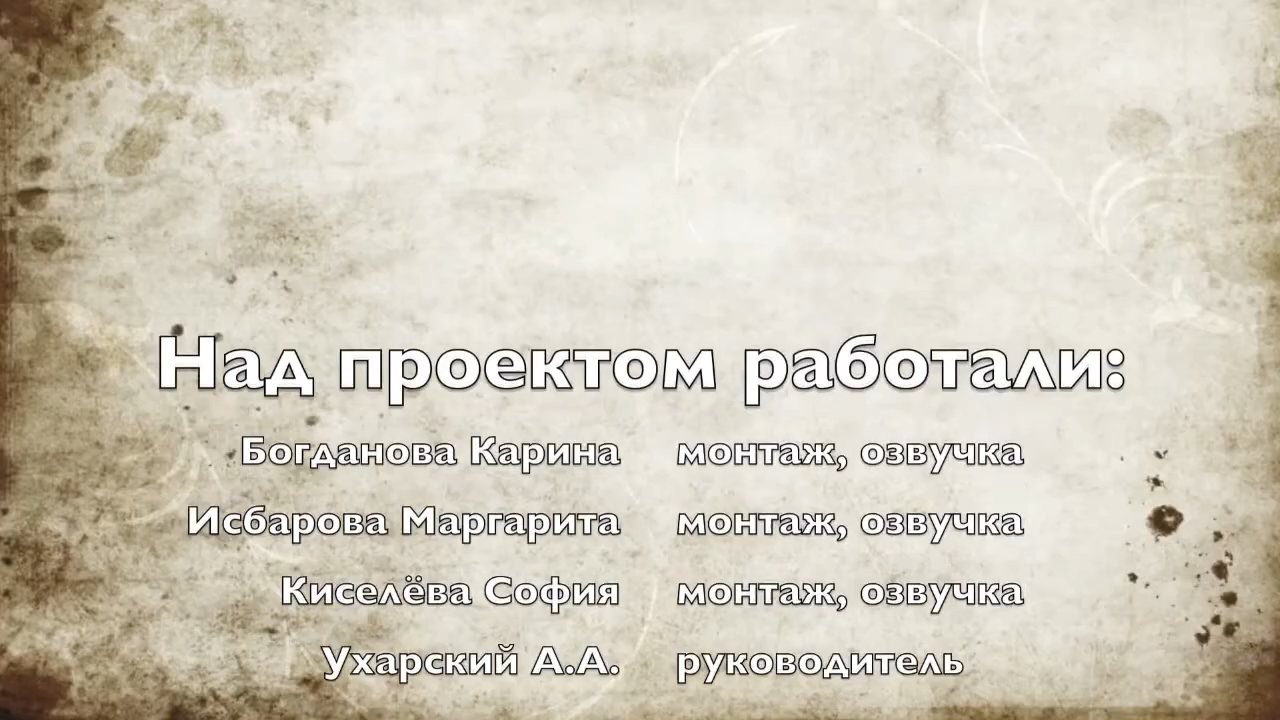 Над проектом работали:
Богданова Карина монтаж, озвучка
Исбарова Маргарита монтаж, озвучка
Киселёва София монтаж, озвучка
Ухарский А.А. руководитель